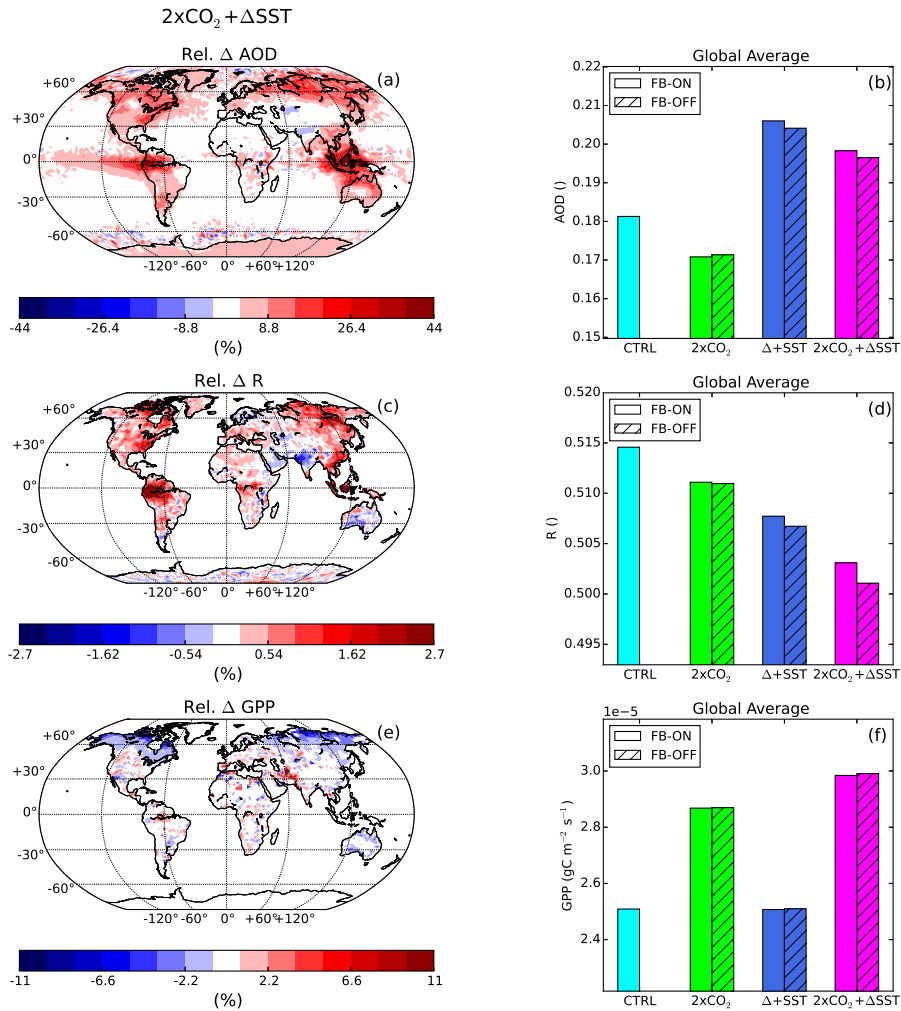 2xCO₂+ΔSST
Rel. Δ AOD
(a)
+60°
+30°
0°
-30°
-60°
-120° -60° 0° +60°+120°
-44 -26.4 -8.8 8.8 26.4 44
(%)
Global Average
(b)
FB-ON
FB-OFF
AOD ()
0.22
0.21
0.20
0.19
0.18
0.17
0.16
0.15
CTRL 2xCO₂ Δ+SST 2xCO₂+ΔSST
Rel. Δ R
(c)
+60°
+30°
0°
-30°
-60°
-120° -60° 0° +60°+120°
-2.7 -1.62 -0.54 0.54 1.62 2.7
(%)
Global Average
(d)
FB-ON
FB-OFF
R ()
0.520
0.515
0.510
0.505
0.500
0.495
CTRL 2xCO₂ Δ+SST 2xCO₂+ΔSST
Rel. Δ GPP
(e)
+60°
+30°
0°
-30°
-60°
-120° -60° 0° +60°+120°
-11 -6.6 -2.2 2.2 6.6 11
(%)
1e−5
Global Average
(f)
FB-ON
FB-OFF
GPP (gC m⁻² s⁻¹)
3.0
2.8
2.6
2.4
CTRL 2xCO₂ Δ+SST 2xCO₂+ΔSST